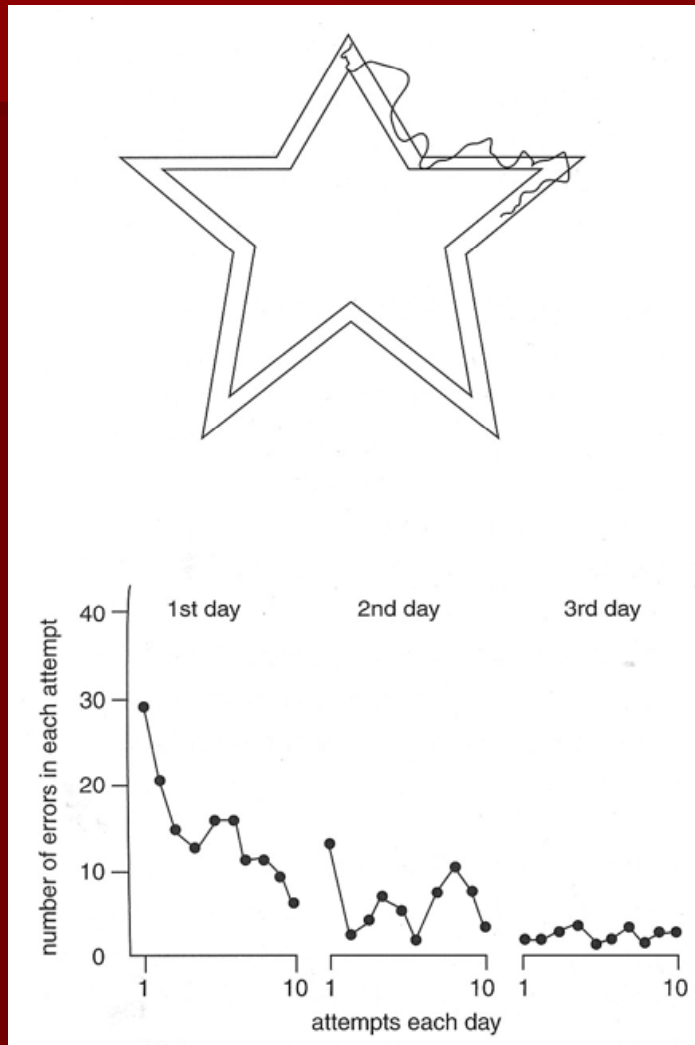 40
1st day
2nd day
3rd day
30
20
10
0
number of errors in each attempt
1
10
1
10
1
10
attempts each day